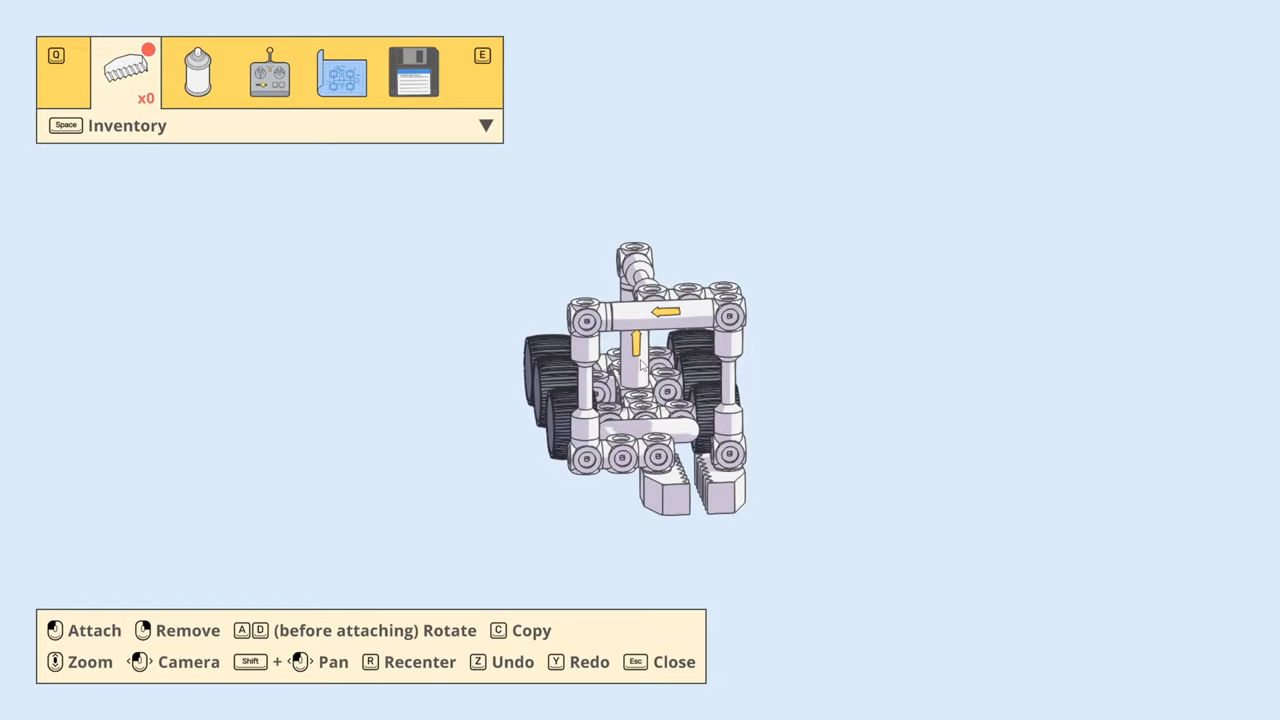 Q
E
x0
Space Inventory
Attach Remove A D (before attaching) Rotate C Copy
Zoom Camera Shift + Pan R Recenter Z Undo Y Redo Esc Close